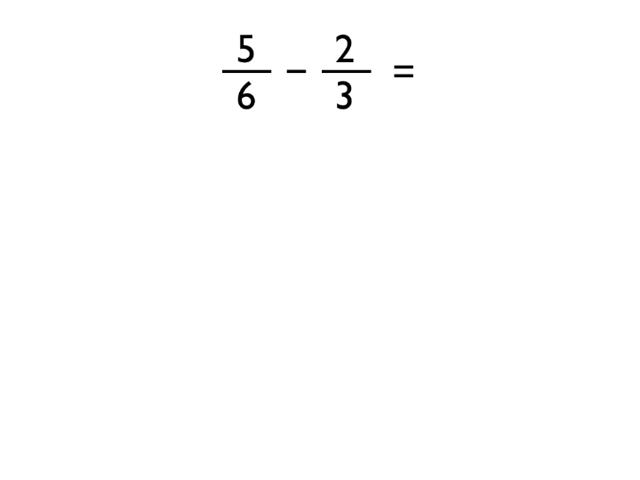 5/6 − 2/3 =